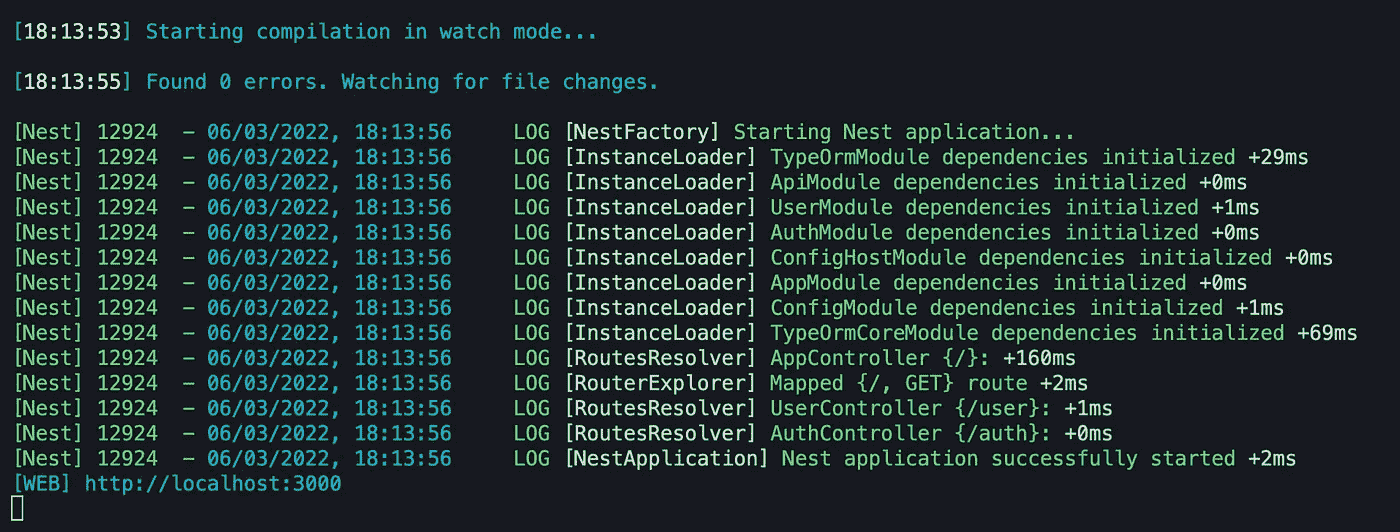 [18:13:53] Starting compilation in watch mode...
[18:13:55] Found 0 errors. Watching for file changes.
[Nest] 12924  - 06/03/2022, 18:13:56     LOG [NestFactory] Starting Nest application...
[Nest] 12924  - 06/03/2022, 18:13:56     LOG [InstanceLoader] TypeOrmModule dependencies initialized +29ms
[Nest] 12924  - 06/03/2022, 18:13:56     LOG [InstanceLoader] ApiModule dependencies initialized +0ms
[Nest] 12924  - 06/03/2022, 18:13:56     LOG [InstanceLoader] UserModule dependencies initialized +1ms
[Nest] 12924  - 06/03/2022, 18:13:56     LOG [InstanceLoader] AuthModule dependencies initialized +0ms
[Nest] 12924  - 06/03/2022, 18:13:56     LOG [InstanceLoader] ConfigHostModule dependencies initialized +0ms
[Nest] 12924  - 06/03/2022, 18:13:56     LOG [InstanceLoader] AppModule dependencies initialized +0ms
[Nest] 12924  - 06/03/2022, 18:13:56     LOG [InstanceLoader] ConfigModule dependencies initialized +1ms
[Nest] 12924  - 06/03/2022, 18:13:56     LOG [InstanceLoader] TypeOrmCoreModule dependencies initialized +69ms
[Nest] 12924  - 06/03/2022, 18:13:56     LOG [RoutesResolver] AppController {/}: +160ms
[Nest] 12924  - 06/03/2022, 18:13:56     LOG [RouterExplorer] Mapped {/, GET} route +2ms
[Nest] 12924  - 06/03/2022, 18:13:56     LOG [RoutesResolver] UserController {/user}: +1ms
[Nest] 12924  - 06/03/2022, 18:13:56     LOG [RoutesResolver] AuthController {/auth}: +0ms
[Nest] 12924  - 06/03/2022, 18:13:56     LOG [NestApplication] Nest application successfully started +2ms
[WEB] http://localhost:3000